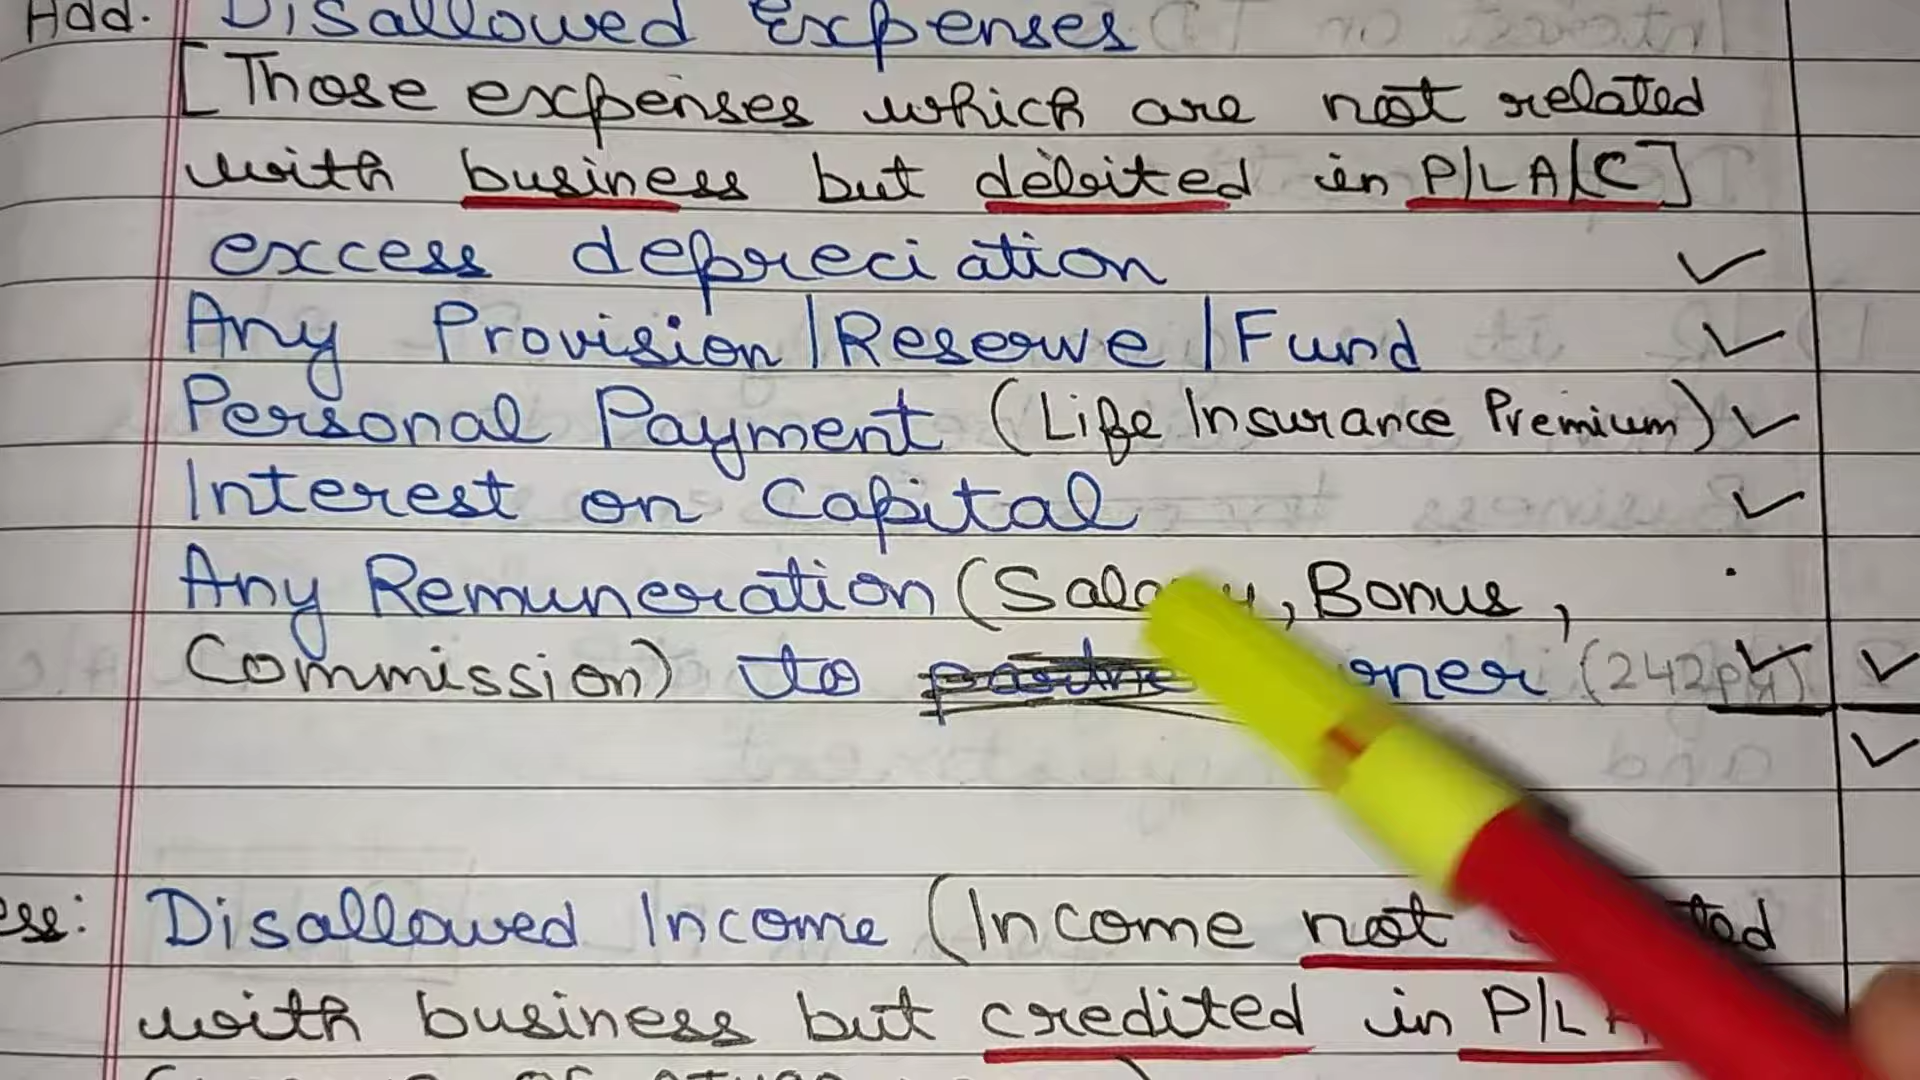 Add. Disallowed Expenses
[Those expenses which are not related
with business but debited in P/L A/C]
excess depreciation
Any Provision/Reserve/Fund
Personal Payment (Life Insurance Premium)
Interest on Capital
Any Remuneration (Salary, Bonus,
Commission) to (242
Disallowed Income (Income not
with business but credited in P/L